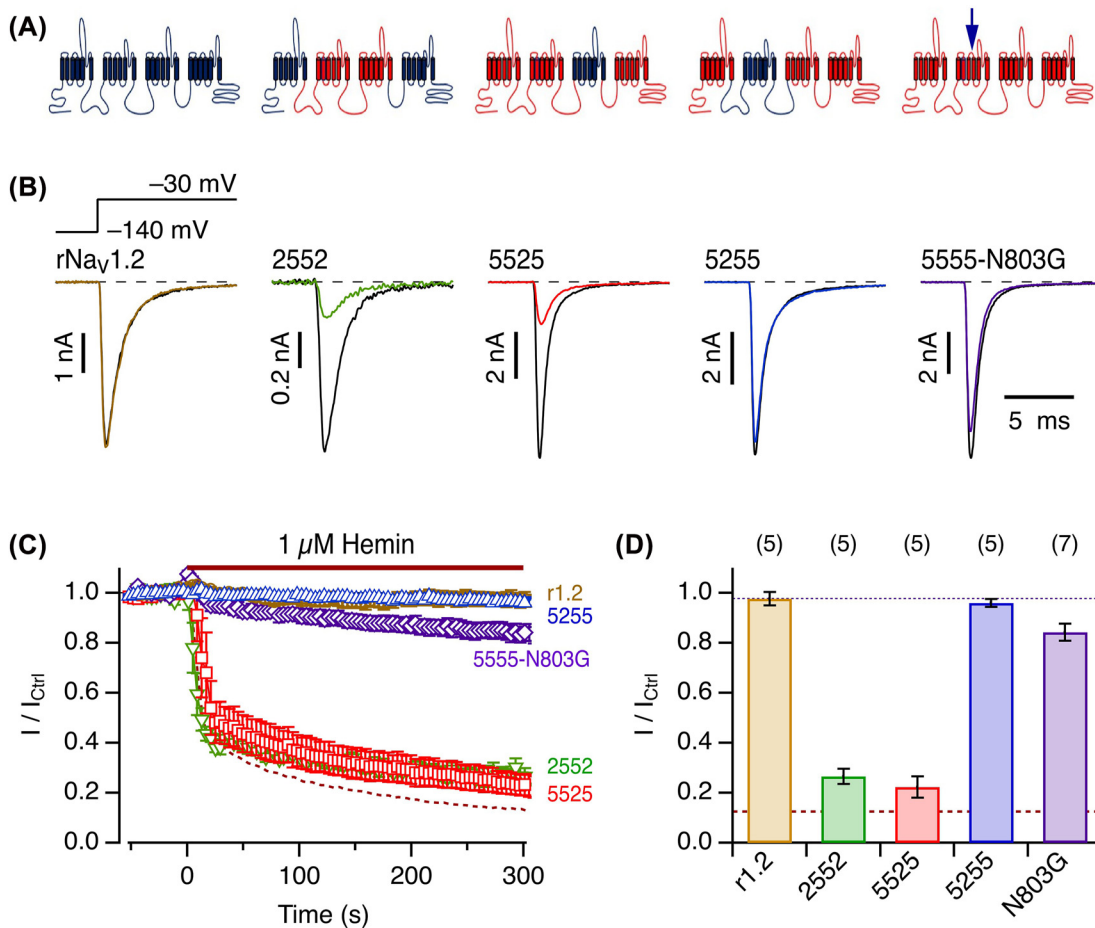 (A)
(B)
–30 mV
–140 mV
rNaV1.2
2552
5525
5255
5555-N803G
1 nA
0.2 nA
2 nA
2 nA
2 nA
5 ms
(C)
1 µM Hemin
I / ICtrl
1.0
0.8
0.6
0.4
0.2
0.0
r1.2
5255
5555-N803G
2552
5525
0
100
200
300
Time (s)
(D)
(5)
(5)
(5)
(5)
(7)
I / ICtrl
1.0
0.8
0.6
0.4
0.2
0.0
r1.2
2552
5525
5255
N803G